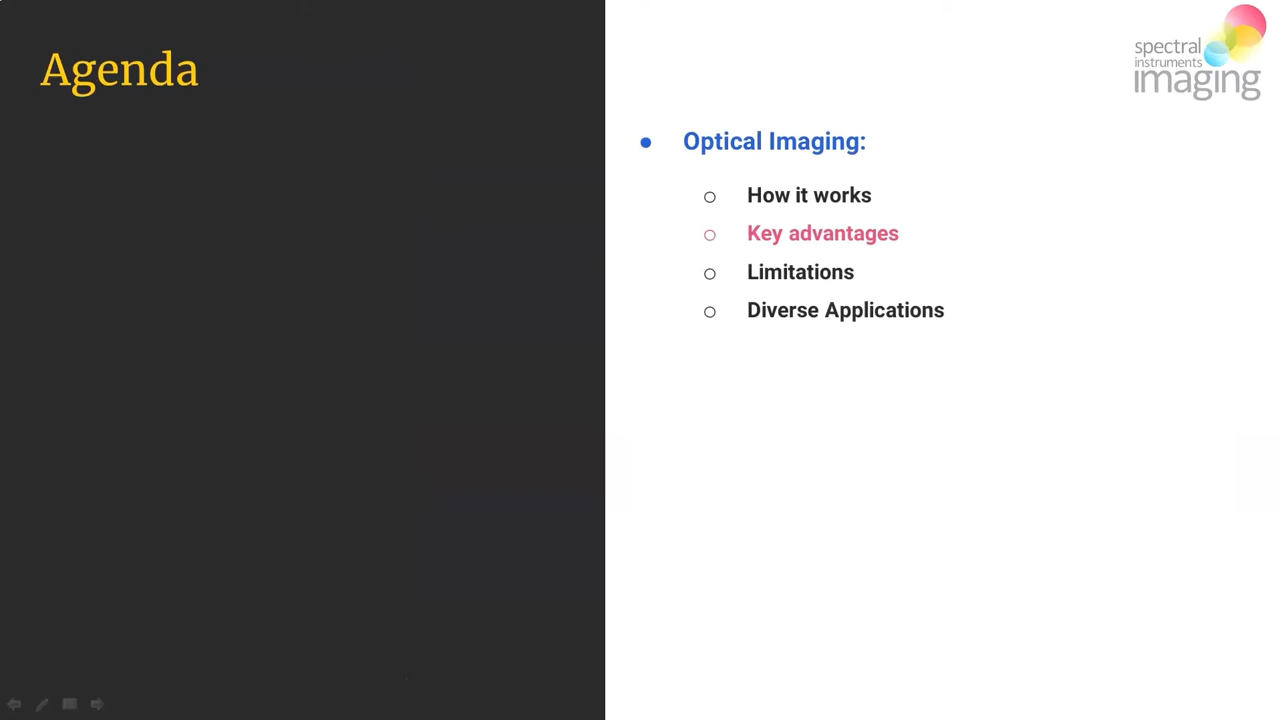 Agenda
spectral
instruments
imaging
Optical Imaging:
How it works
Key advantages
Limitations
Diverse Applications